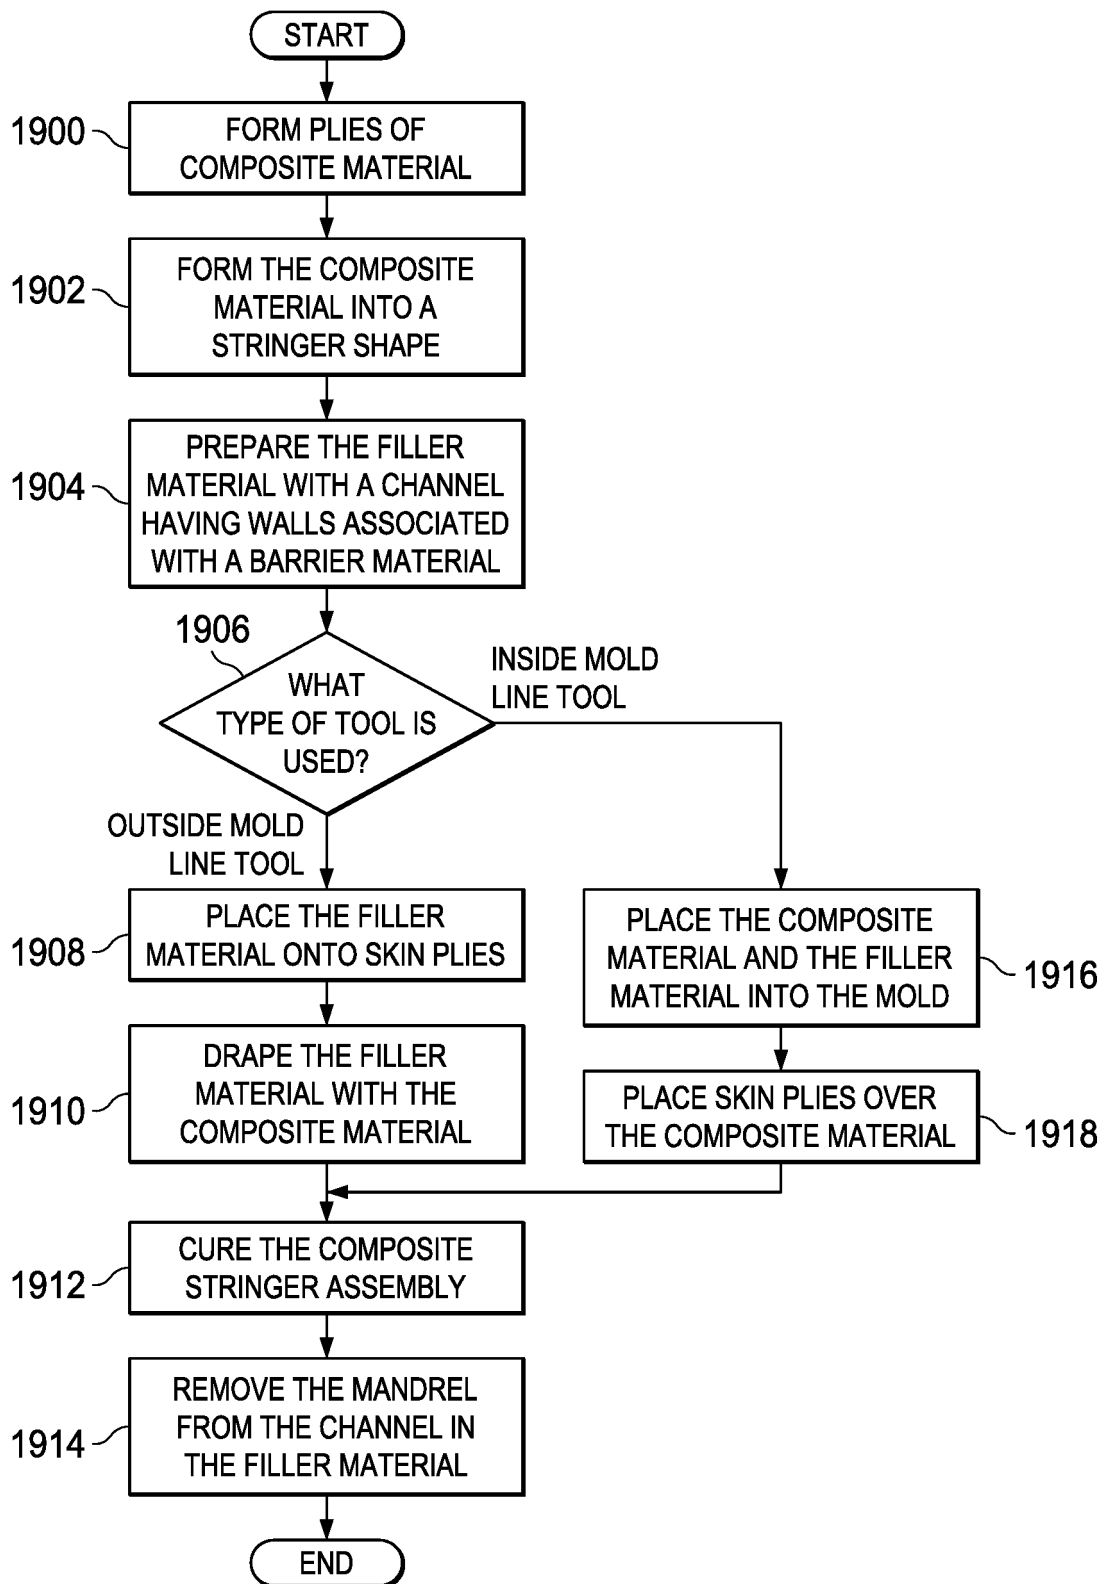 START
1900
FORM PLIES OF
COMPOSITE MATERIAL
1902
FORM THE COMPOSITE
MATERIAL INTO A
STRINGER SHAPE
1904
PREPARE THE FILLER
MATERIAL WITH A CHANNEL
HAVING WALLS ASSOCIATED
WITH A BARRIER MATERIAL
1906
WHAT
TYPE OF TOOL IS
USED?
INSIDE MOLD
LINE TOOL
OUTSIDE MOLD
LINE TOOL
1908
PLACE THE FILLER
MATERIAL ONTO SKIN PLIES
1910
DRAPE THE FILLER
MATERIAL WITH THE
COMPOSITE MATERIAL
PLACE THE COMPOSITE
MATERIAL AND THE FILLER
MATERIAL INTO THE MOLD
1916
PLACE SKIN PLIES OVER
THE COMPOSITE MATERIAL
1918
1912
CURE THE COMPOSITE
STRINGER ASSEMBLY
1914
REMOVE THE MANDREL
FROM THE CHANNEL IN
THE FILLER MATERIAL
END